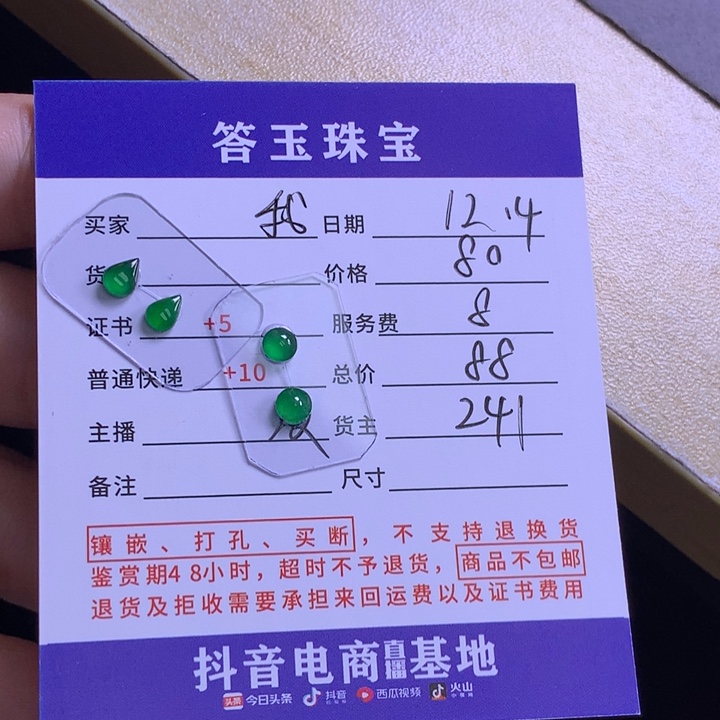 答玉珠宝
买家 日期 12.4
货 价格 80
证书 +5 服务费 8
普通快递 +10 总价 88
主播 货主 241
备注 尺寸
镶嵌、打孔、买断,不支持退换货
鉴赏期48小时,超时不予退货,商品不包邮
退货及拒收需要承担来回运费以及证书费用
抖音电商直播基地
头条 今日头条 抖音 西瓜视频 火山